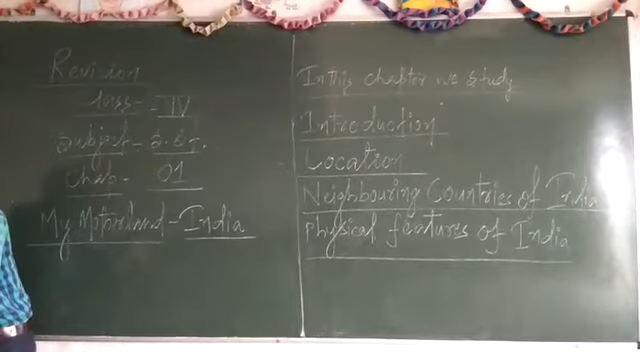 Revision
Class - IV
Subject - S.St.
Chap - 01
My Motorland - India
In this chapter we study
Introduction
Location
Neighbouring Countries of India
Physical features of India